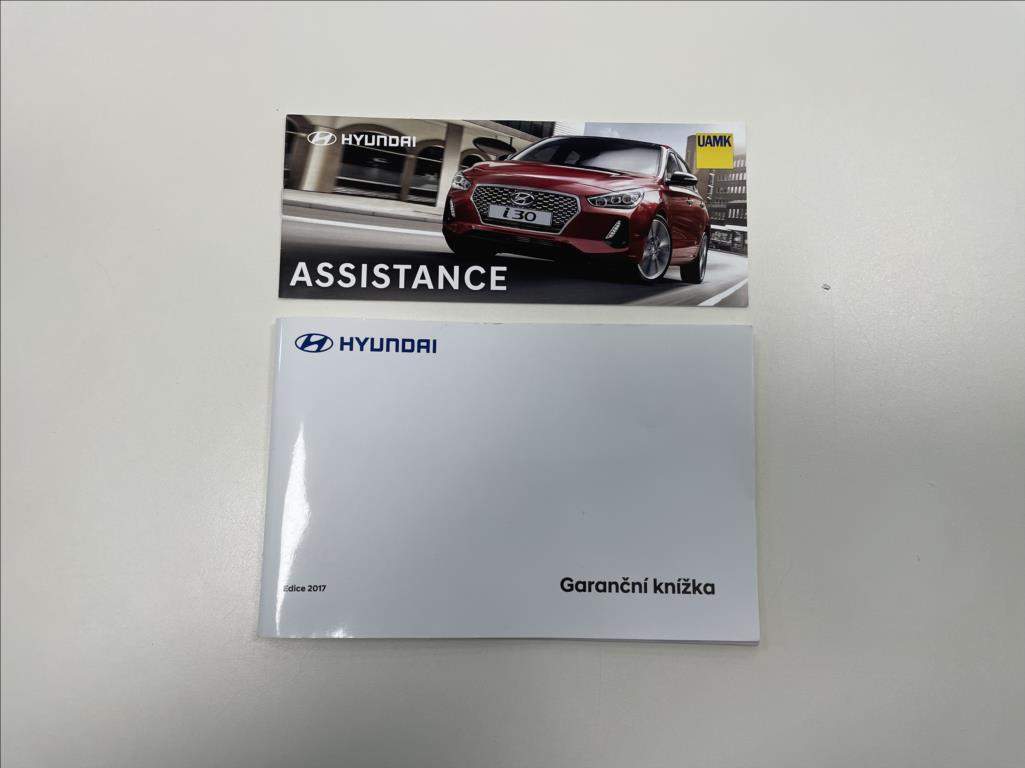 HYUNDAI
UAMK
i30
ASSISTANCE
HYUNDAI
Edice 2017
Garanční knížka